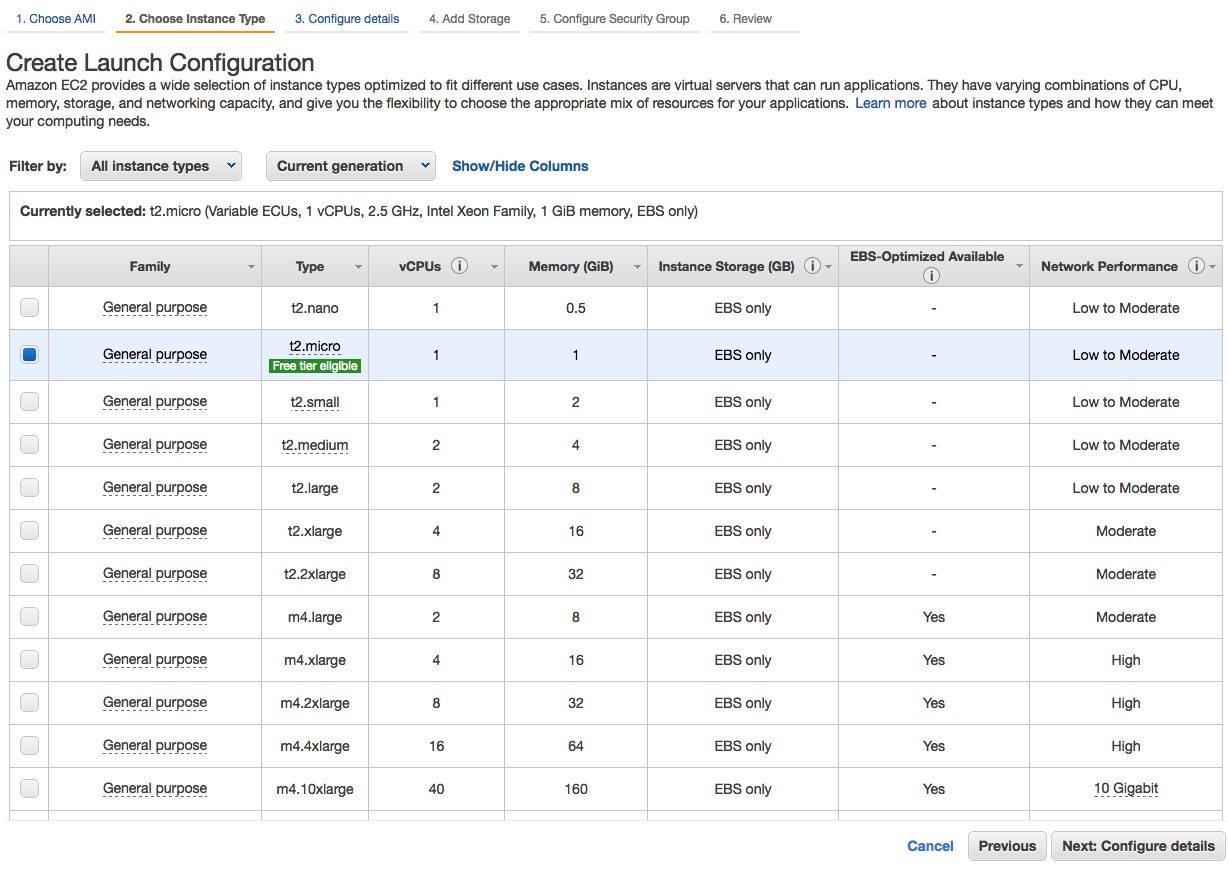 1. Choose AMI 2. Choose Instance Type 3. Configure details 4. Add Storage 5. Configure Security Group 6. Review
Create Launch Configuration
Amazon EC2 provides a wide selection of instance types optimized to fit different use cases. Instances are virtual servers that can run applications. They have varying combinations of CPU,
memory, storage, and networking capacity, and give you the flexibility to choose the appropriate mix of resources for your applications. Learn more about instance types and how they can meet
your computing needs.
Filter by: All instance types Current generation Show/Hide Columns
Currently selected: t2.micro (Variable ECUs, 1 vCPUs, 2.5 GHz, Intel Xeon Family, 1 GiB memory, EBS only)
Family Type vCPUs i Memory (GiB) Instance Storage (GB) i EBS-Optimized Available i Network Performance i
General purpose t2.nano 1 0.5 EBS only - Low to Moderate
General purpose t2.micro Free tier eligible 1 1 EBS only - Low to Moderate
General purpose t2.small 1 2 EBS only - Low to Moderate
General purpose t2.medium 2 4 EBS only - Low to Moderate
General purpose t2.large 2 8 EBS only - Low to Moderate
General purpose t2.xlarge 4 16 EBS only - Moderate
General purpose t2.2xlarge 8 32 EBS only - Moderate
General purpose m4.large 2 8 EBS only Yes Moderate
General purpose m4.xlarge 4 16 EBS only Yes High
General purpose m4.2xlarge 8 32 EBS only Yes High
General purpose m4.4xlarge 16 64 EBS only Yes High
General purpose m4.10xlarge 40 160 EBS only Yes 10 Gigabit
Cancel Previous Next: Configure details